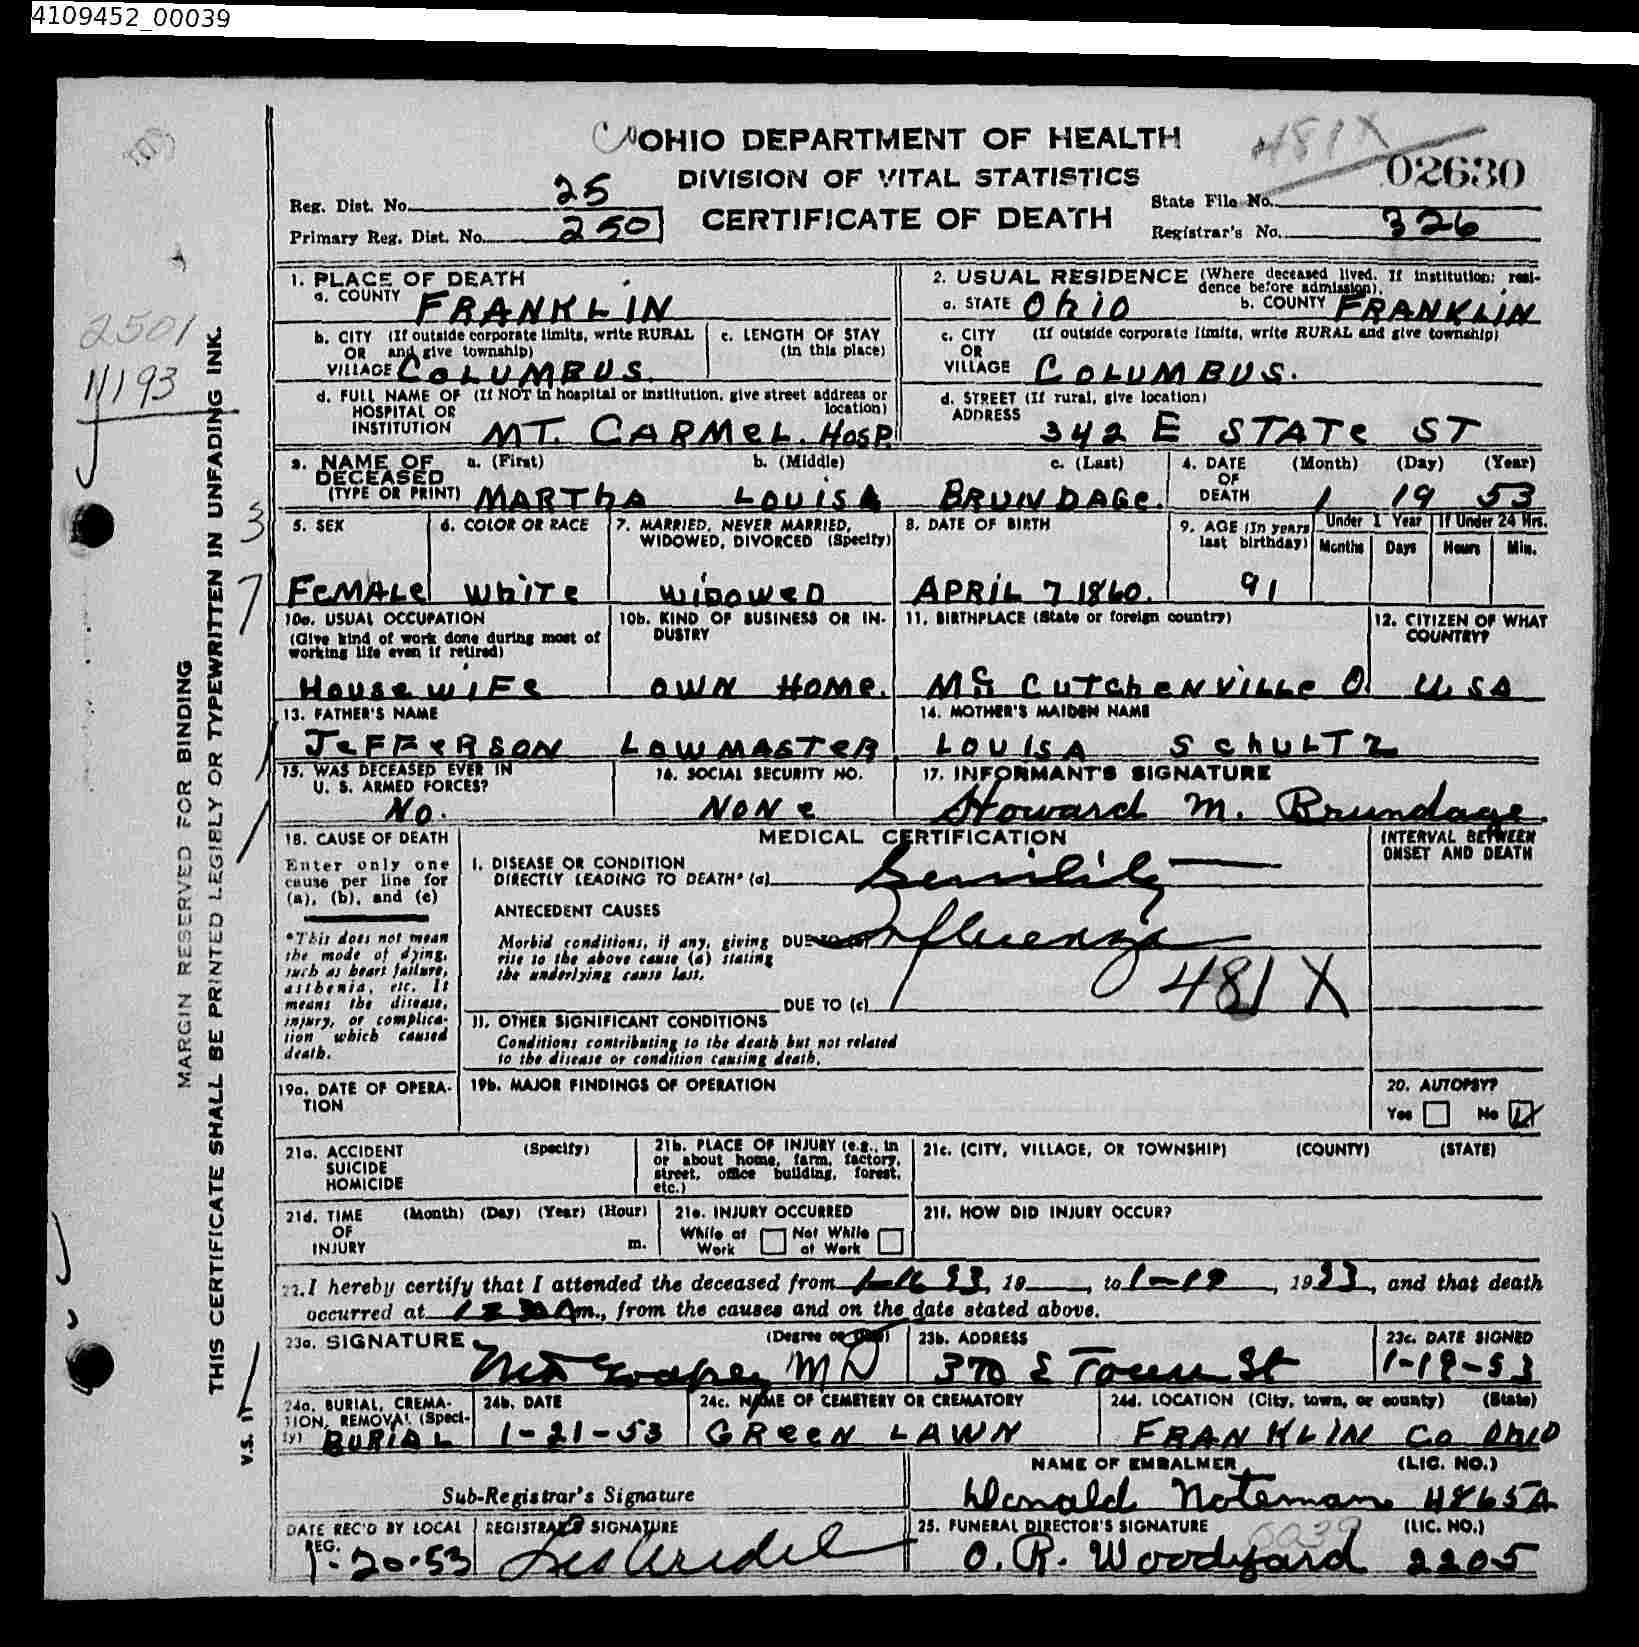 4109452_00039
OHIO DEPARTMENT OF HEALTH
DIVISION OF VITAL STATISTICS
CERTIFICATE OF DEATH
481X
02630
Reg. Dist. No. 25
Primary Reg. Dist. No. 250
State File No.
Registrar's No. 326
2501
11193
3
7
MARGIN RESERVED FOR BINDING
THIS CERTIFICATE SHALL BE PRINTED LEGIBLY OR TYPEWRITTEN IN UNFADING INK.
V.S. 11
1. PLACE OF DEATH
a. COUNTY FRANKLIN
b. CITY (If outside corporate limits, write RURAL
OR and give township)
VILLAGE COLUMBUS.
c. LENGTH OF STAY
(in this place)
d. FULL NAME OF (If NOT in hospital or institution, give street address or
HOSPITAL OR location)
INSTITUTION MT. CARMeL. HOSP.
2. USUAL RESIDENCE (Where deceased lived. If institution: resi-
dence before admission).
a. STATE OhiO b. COUNTY FRANKLIN
c. CITY (If outside corporate limits, write RURAL and give township)
OR
VILLAGE COLUMBUS.
d. STREET (If rural, give location)
ADDRESS 342 E STATe ST
3. NAME OF a. (First) b. (Middle) c. (Last)
DECEASED
(TYPE OR PRINT) MARThA LOUISA BRUNDAGe.
4. DATE (Month) (Day) (Year)
OF
DEATH 1 19 53
5. SEX
FeMALe
6. COLOR OR RACE
WhiTe
7. MARRIED, NEVER MARRIED,
WIDOWED, DIVORCED (Specify)
WIDOWeD
8. DATE OF BIRTH
APRIL 7 1860.
9. AGE (In years
last birthday)
91
Under 1 Year
Months Days
If Under 24 Hrs.
Hours Min.
10a. USUAL OCCUPATION
(Give kind of work done during most of
working life even if retired)
HousewiFe
10b. KIND OF BUSINESS OR IN-
DUSTRY
OWN HOMe.
11. BIRTHPLACE (State or foreign country)
Mc CUTCheNVILLe O.
12. CITIZEN OF WHAT
COUNTRY?
USA
13. FATHER'S NAME
JeFFeRSON LOWMASTeR.
14. MOTHER'S MAIDEN NAME
LOUISA SChULTZ
15. WAS DECEASED EVER IN
U. S. ARMED FORCES?
NO.
16. SOCIAL SECURITY NO.
NONe
17. INFORMANT'S SIGNATURE
Howard M. Brundage.
18. CAUSE OF DEATH
Enter only one
cause per line for
(a), (b), and (c)
*This does not mean
the mode of dying,
such as heart failure,
asthenia, etc. It
means the disease,
injury, or complica-
tion which caused
death.
MEDICAL CERTIFICATION
I. DISEASE OR CONDITION
DIRECTLY LEADING TO DEATH* (a) Senility
ANTECEDENT CAUSES
Morbid conditions, if any, giving DUE TO (b) Influenza
rise to the above cause (a) stating
the underlying cause last.
DUE TO (c)
481X
II. OTHER SIGNIFICANT CONDITIONS
Conditions contributing to the death but not related
to the disease or condition causing death.
INTERVAL BETWEEN
ONSET AND DEATH
19a. DATE OF OPERA-
TION
19b. MAJOR FINDINGS OF OPERATION
20. AUTOPSY?
Yes No
21a. ACCIDENT (Specify)
SUICIDE
HOMICIDE
21b. PLACE OF INJURY (e.g., in
or about home, farm, factory,
street, office building, forest,
etc.)
21c. (CITY, VILLAGE, OR TOWNSHIP) (COUNTY) (STATE)
21d. TIME (Month) (Day) (Year) (Hour)
OF
INJURY m.
21e. INJURY OCCURRED
While at Work Not While at Work
21f. HOW DID INJURY OCCUR?
22. I hereby certify that I attended the deceased from 1-16 53, 19, to 1-19, 1953, and that death
occurred at m., from the causes and on the date stated above.
23a. SIGNATURE (Degree or title)
MD
23b. ADDRESS
370 E Town St
23c. DATE SIGNED
1-19-53
24a. BURIAL, CREMA-
TION, REMOVAL (Speci-
fy) BURIAL
24b. DATE
1-21-53
24c. NAME OF CEMETERY OR CREMATORY
GReeN LAWN
24d. LOCATION (City, town, or county) (State)
FRANKLIN Co OhIO
Sub-Registrar's Signature
NAME OF EMBALMER (LIC. NO.)
Donald Noteman 4865A
DATE REC'D BY LOCAL
REG.
1-20-53
REGISTRAR'S SIGNATURE
25. FUNERAL DIRECTOR'S SIGNATURE (LIC. NO.)
6039
O. R. Woodyard 2205